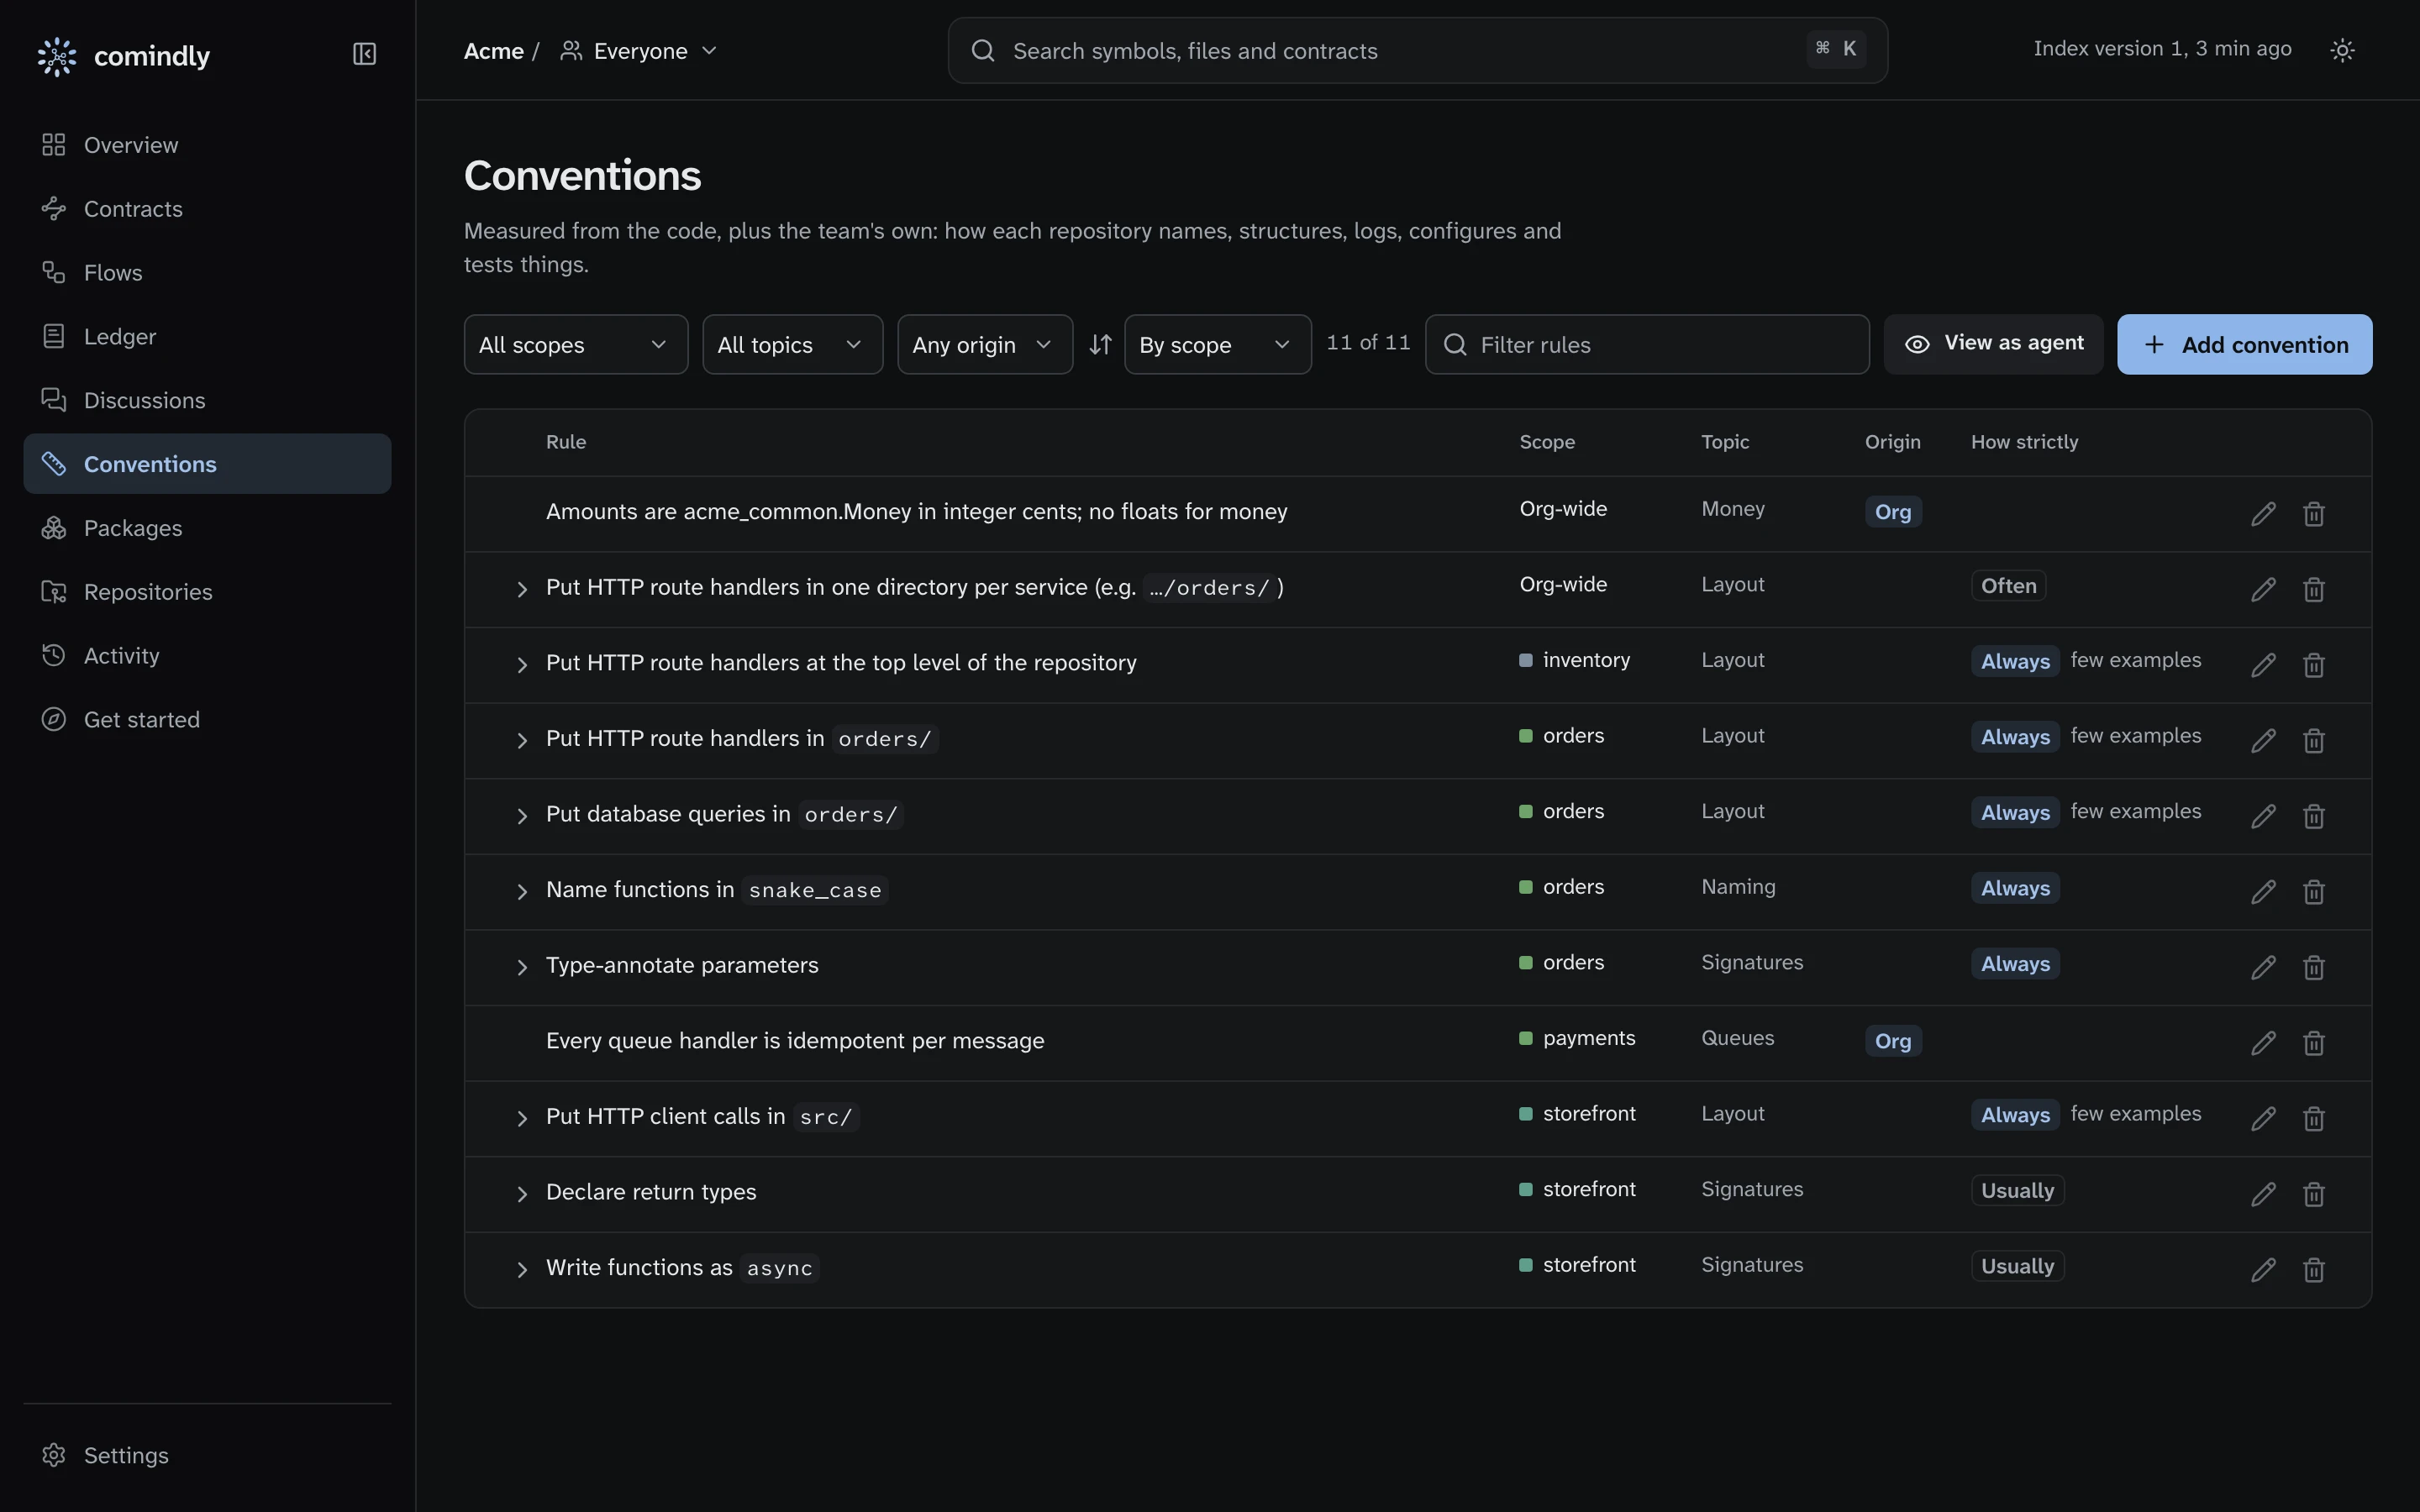 comindly
Acme / Everyone
Search symbols, files and contracts
⌘ K
Index version 1, 3 min ago
Overview
Contracts
Flows
Ledger
Discussions
Conventions
Packages
Repositories
Activity
Get started
Settings
Conventions
Measured from the code, plus the team's own: how each repository names, structures, logs, configures and
tests things.
All scopes All topics Any origin By scope 11 of 11 Filter rules View as agent + Add convention
Rule Scope Topic Origin How strictly
Amounts are acme_common.Money in integer cents; no floats for money Org-wide Money Org
Put HTTP route handlers in one directory per service (e.g. …/orders/ ) Org-wide Layout Often
Put HTTP route handlers at the top level of the repository inventory Layout Always few examples
Put HTTP route handlers in orders/ orders Layout Always few examples
Put database queries in orders/ orders Layout Always few examples
Name functions in snake_case orders Naming Always
Type-annotate parameters orders Signatures Always
Every queue handler is idempotent per message payments Queues Org
Put HTTP client calls in src/ storefront Layout Always few examples
Declare return types storefront Signatures Usually
Write functions as async storefront Signatures Usually